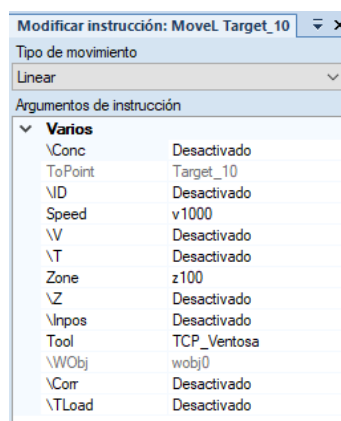 Modificar instrucción: MoveL Target_10
Tipo de movimiento
Linear
Argumentos de instrucción
Varios
\Conc Desactivado
ToPoint Target_10
\ID Desactivado
Speed v1000
\V Desactivado
\T Desactivado
Zone z100
\Z Desactivado
\Inpos Desactivado
Tool TCP_Ventosa
\WObj wobj0
\Corr Desactivado
\TLoad Desactivado